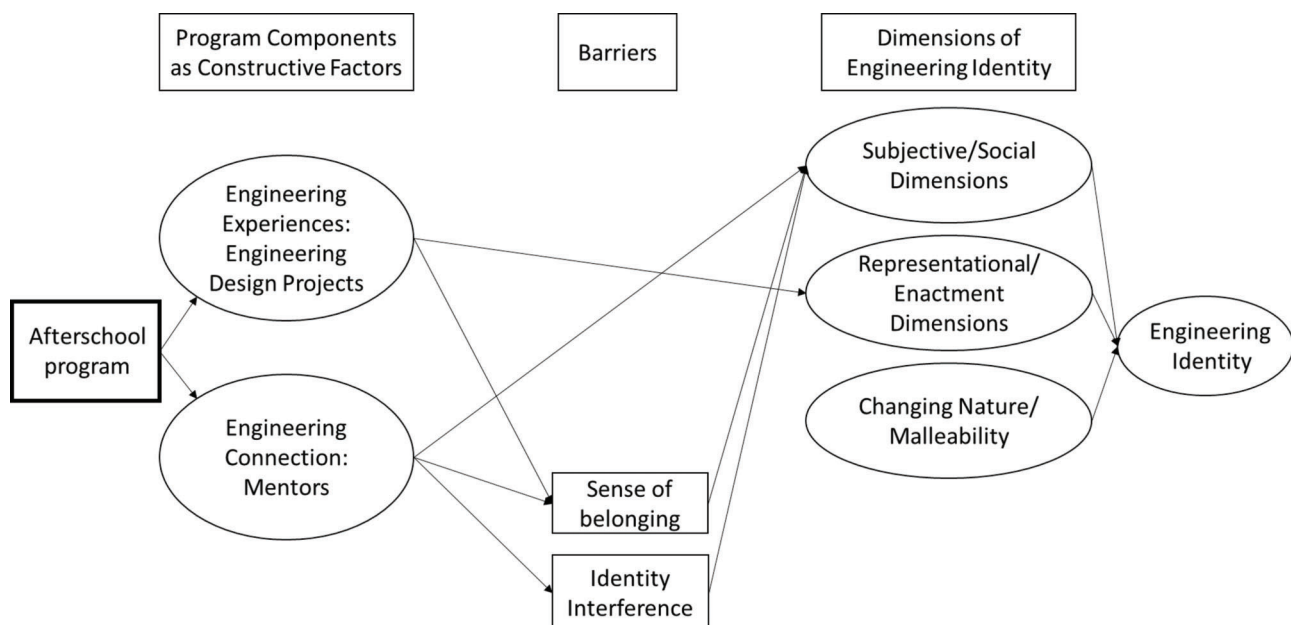 Program Components
as Constructive Factors
Barriers
Dimensions of
Engineering Identity
Engineering
Experiences:
Engineering
Design Projects
Subjective/Social
Dimensions
Representational/
Enactment
Dimensions
Afterschool
program
Engineering
Identity
Engineering
Connection:
Mentors
Changing Nature/
Malleability
Sense of
belonging
Identity
Interference